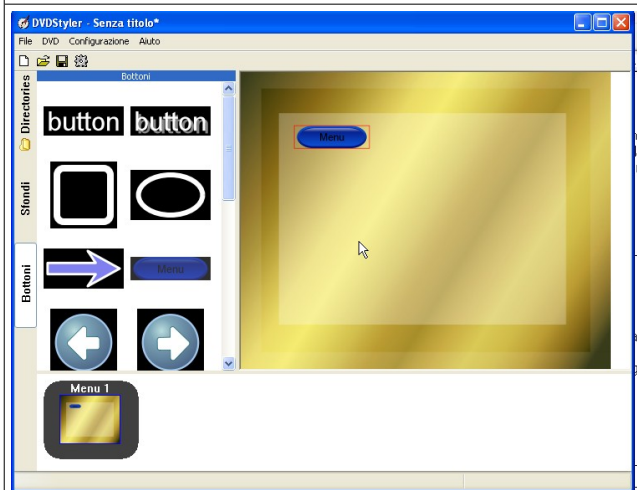 DVDStyler - Senza titolo*
File DVD Configurazione Aiuto
Bottoni
Directories
Sfondi
Bottoni
button button
Menu
Menu
Menu 1